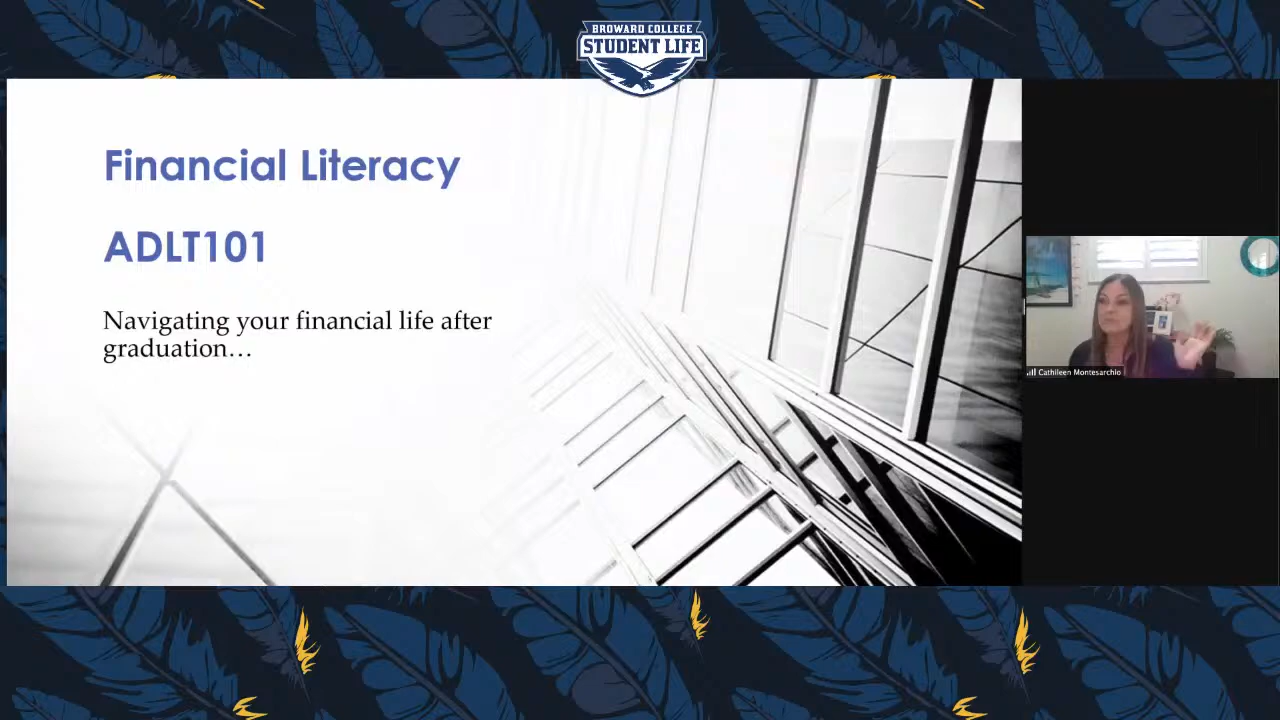 BROWARD COLLEGE
STUDENT LIFE
Financial Literacy
ADLT101
Navigating your financial life after
graduation…
Cathileen Montesarchio